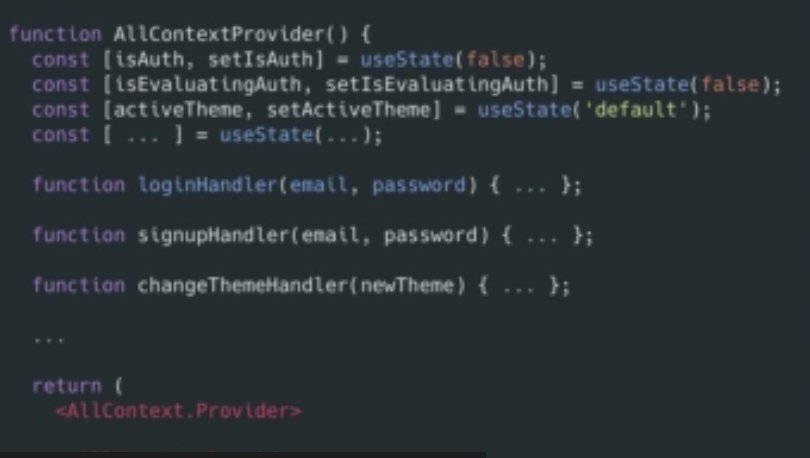 function AllContextProvider() {
const [isAuth, setIsAuth] = useState(false);
const [isEvaluatingAuth, setIsEvaluatingAuth] = useState(false);
const [activeTheme, setActiveTheme] = useState('default');
const [ ... ] = useState(...);
function loginHandler(email, password) { ... };
function signupHandler(email, password) { ... };
function changeThemeHandler(newTheme) { ... };
...
return (
<AllContext.Provider>